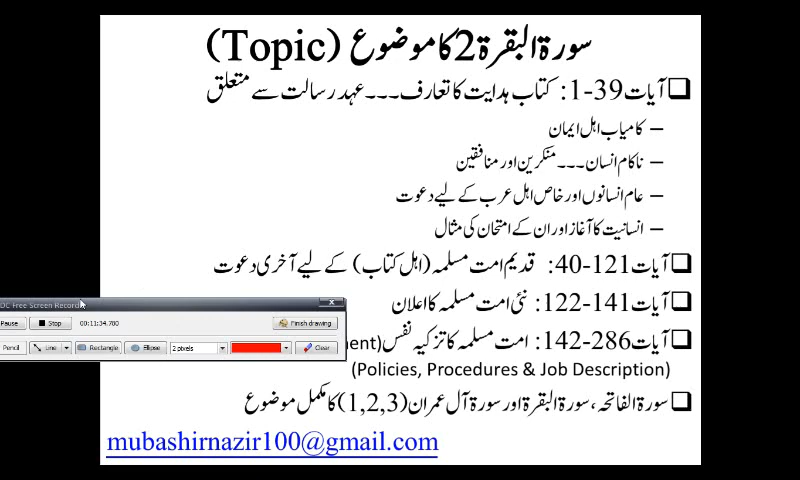 سورۃ البقرۃ 2 کا موضوع (Topic)
آیات 39-1: کتاب ہدایت کا تعارف۔۔۔عہد رسالت سے متعلق
– کامیاب اہل ایمان
– ناکام انسان۔۔۔منکرین اور منافقین
– عام انسانوں اور خاص اہل عرب کے لیے دعوت
– انسانیت کا آغاز اور ان کے امتحان کی مثال
آیات 121-40: قدیم امت مسلمہ (اہل کتاب) کے لیے آخری دعوت
آیات 141-122: نئی امت مسلمہ کا اعلان
آیات 286-142: امت مسلمہ کا تزکیہ نفس
(Policies, Procedures & Job Description)
سورۃ الفاتحہ، سورۃ البقرۃ اور سورۃ آل عمران (1,2,3) کا مکمل موضوع
mubashirnazir100@gmail.com
DC Free Screen Recorder
Pause Stop 00:11:34.780 Finish drawing
Pencil Line Rectangle Ellipse 2 pixels Clear